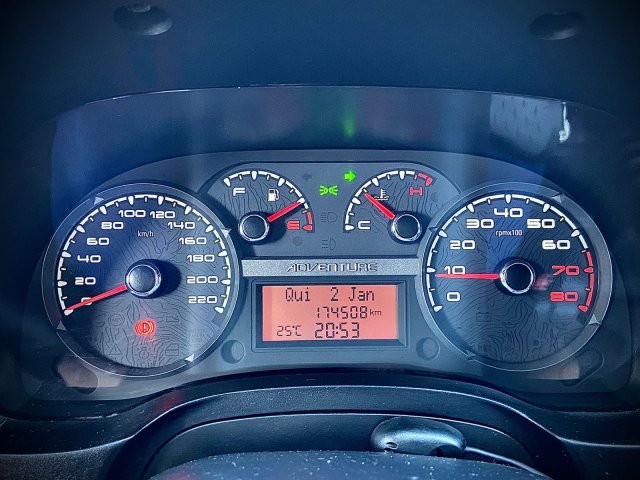 100 120
80 140
60 km/h 160
40 180
20 200
0 220
F
E
H
C
ADVENTURE
Qui 2 Jan
174508 km
25°C 20:53
30 40 50
20 rpmx100 60
10 70
0 80